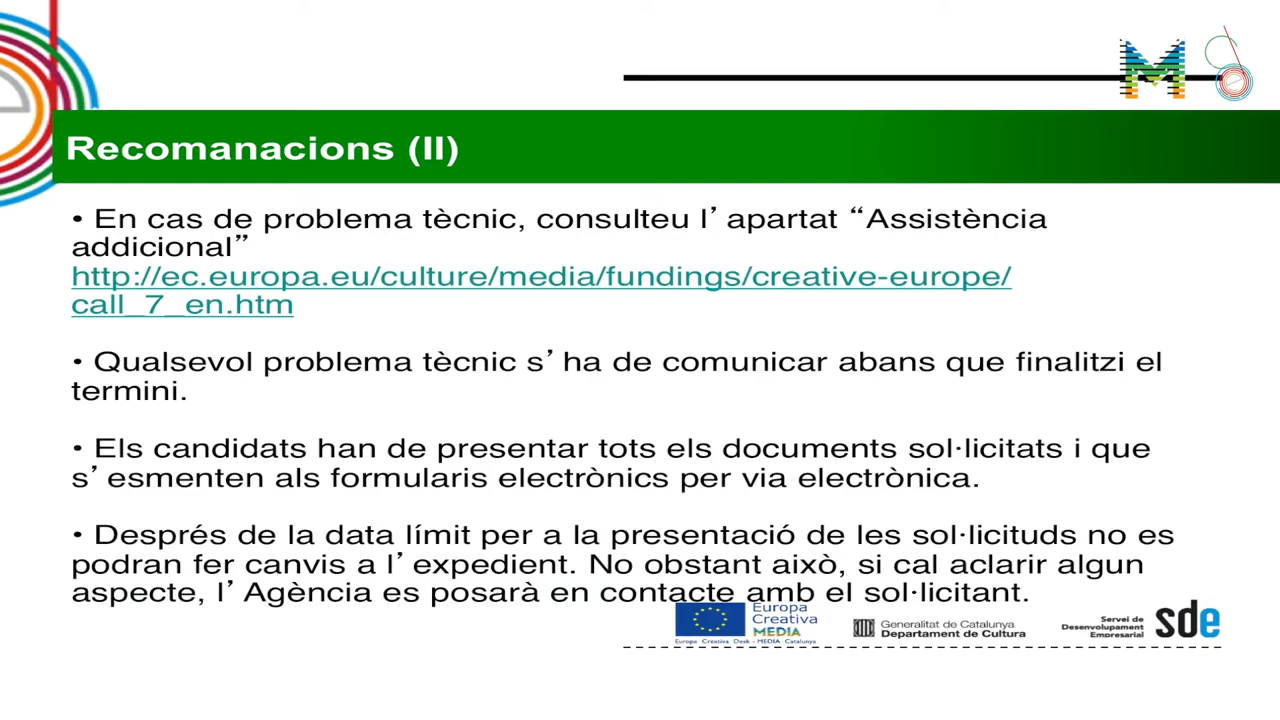 Recomanacions (II)
• En cas de problema tècnic, consulteu l’apartat “Assistència
addicional”
http://ec.europa.eu/culture/media/fundings/creative-europe/
call_7_en.htm
• Qualsevol problema tècnic s’ha de comunicar abans que finalitzi el
termini.
• Els candidats han de presentar tots els documents sol·licitats i que
s’esmenten als formularis electrònics per via electrònica.
• Després de la data límit per a la presentació de les sol·licituds no es
podran fer canvis a l’expedient. No obstant això, si cal aclarir algun
aspecte, l’Agència es posarà en contacte amb el sol·licitant.
Europa
Creativa
MEDIA
Europa Creativa Desk - MEDIA Catalunya
Generalitat de Catalunya
Departament de Cultura
Servei de
Desenvolupament
Empresarial
sde